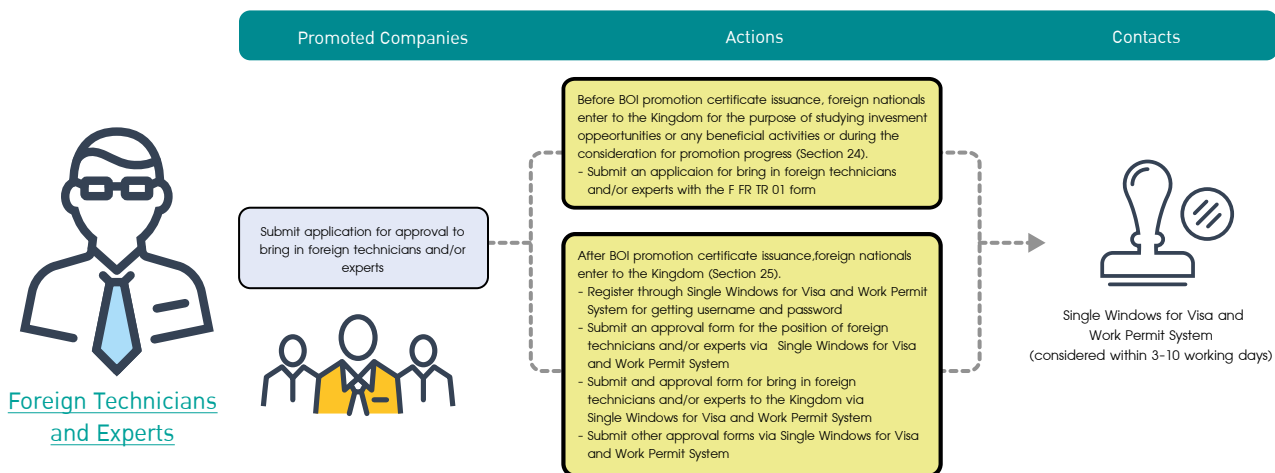 Promoted Companies
Actions
Contacts
Foreign Technicians
and Experts
Submit application for approval to
bring in foreign technicians and/or
experts
Before BOI promotion certificate issuance, foreign nationals
enter to the Kingdom for the purpose of studying invesment
oppeortunities or any beneficial activities or during the
consideration for promotion progress (Section 24).
- Submit an applicaion for bring in foreign technicians
and/or experts with the F FR TR 01 form
After BOI promotion certificate issuance,foreign nationals
enter to the Kingdom (Section 25).
- Register through Single Windows for Visa and Work Permit
System for getting username and password
- Submit an approval form for the position of foreign
technicians and/or experts via Single Windows for Visa
and Work Permit System
- Submit and approval form for bring in foreign
technicians and/or experts to the Kingdom via
Single Windows for Visa and Work Permit System
- Submit other approval forms via Single Windows for Visa
and Work Permit System
Single Windows for Visa and
Work Permit System
(considered within 3-10 working days)